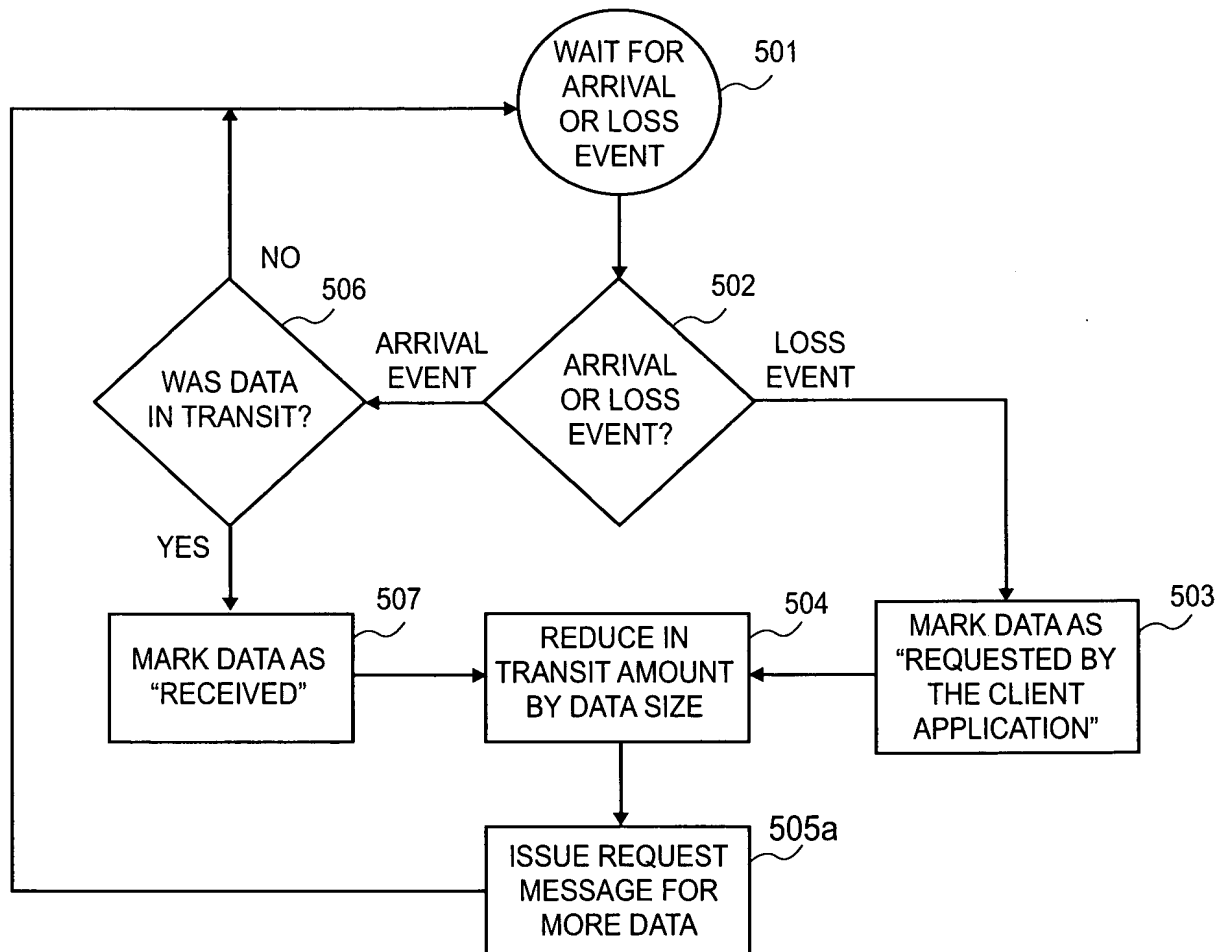 WAIT FOR
ARRIVAL
OR LOSS
EVENT
501
NO
506
502
WAS DATA
IN TRANSIT?
ARRIVAL
EVENT
ARRIVAL
OR LOSS
EVENT?
LOSS
EVENT
YES
507
MARK DATA AS
“RECEIVED”
504
REDUCE IN
TRANSIT AMOUNT
BY DATA SIZE
503
MARK DATA AS
“REQUESTED BY
THE CLIENT
APPLICATION”
505a
ISSUE REQUEST
MESSAGE FOR
MORE DATA